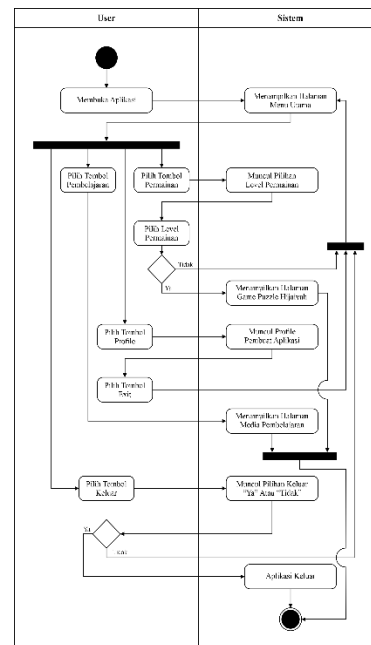 User
Sistem
Membuka Aplikasi
Menampilkan Halaman
Menu Utama
Pilih Tombol
Pembelajaran
Pilih Tombol
Permainan
Muncul Pilihan
Level Permainan
Pilih Level
Permainan
Tidak
Ya
Menampilkan Halaman
Game Puzzle Hijaiyah
Pilih Tombol
Profile
Muncul Profile
Pembuat Aplikasi
Pilih Tombol
Exit
Menampilkan Halaman
Media Pembelajaran
Pilih Tombol
Keluar
Muncul Pilihan Keluar
"Ya" Atau "Tidak"
Ya
Aplikasi Keluar